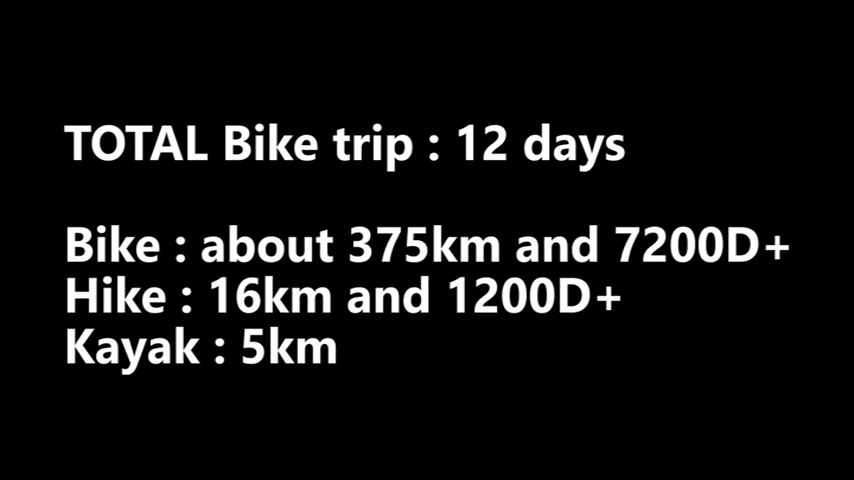 TOTAL Bike trip : 12 days
Bike : about 375km and 7200D+
Hike : 16km and 1200D+
Kayak : 5km